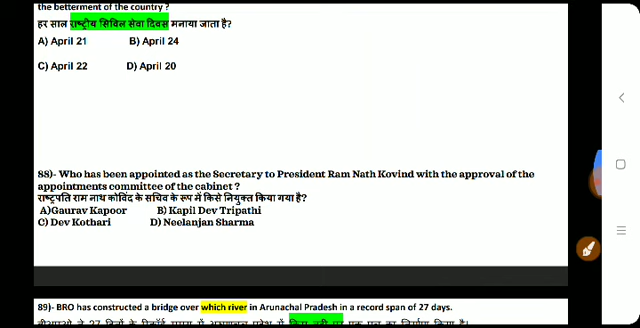 the betterment of the country ?
हर साल राष्ट्रीय सिविल सेवा दिवस मनाया जाता है?
A) April 21 B) April 24
C) April 22 D) April 20
88)- Who has been appointed as the Secretary to President Ram Nath Kovind with the approval of the
appointments committee of the cabinet ?
राष्ट्रपति राम नाथ कोविंद के सचिव के रूप में किसे नियुक्त किया गया है?
A)Gaurav Kapoor B) Kapil Dev Tripathi
C) Dev Kothari D) Neelanjan Sharma
89)- BRO has constructed a bridge over which river in Arunachal Pradesh in a record span of 27 days.